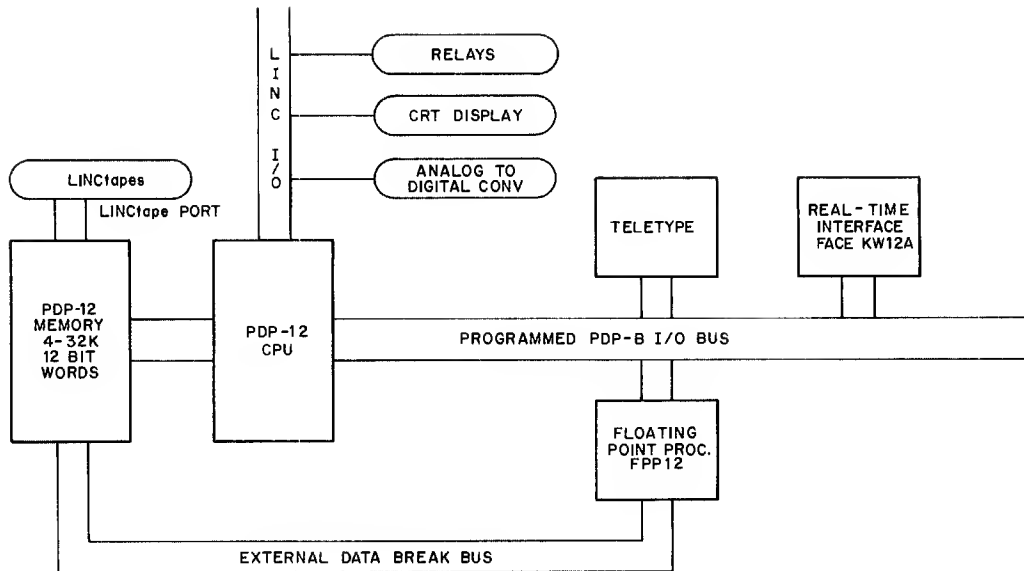 L
I
N
C
I/O
RELAYS
CRT DISPLAY
ANALOG TO
DIGITAL CONV
LINCtapes
LINCtape PORT
TELETYPE
REAL-TIME
INTERFACE
FACE KW12A
PDP-12
MEMORY
4-32K
12 BIT
WORDS
PDP-12
CPU
PROGRAMMED PDP-B I/O BUS
FLOATING
POINT PROC.
FPP12
EXTERNAL DATA BREAK BUS